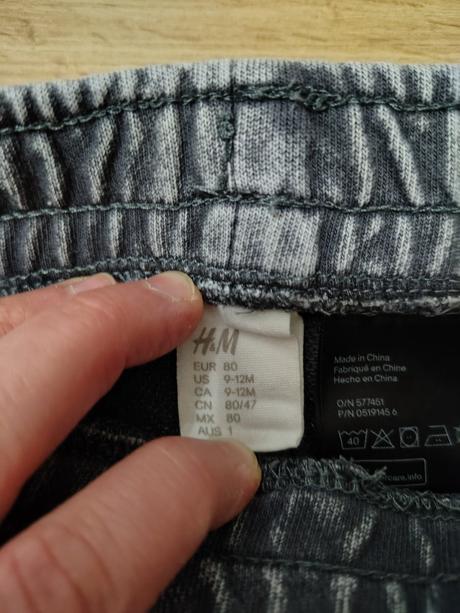 H&M
EUR 80
US 9-12M
CA 9-12M
CN 80/47
MX 80
AUS 1
Made in China
Fabriqué en Chine
Hecho en China
O/N 577451
P/N 0519145 6
40
care.info